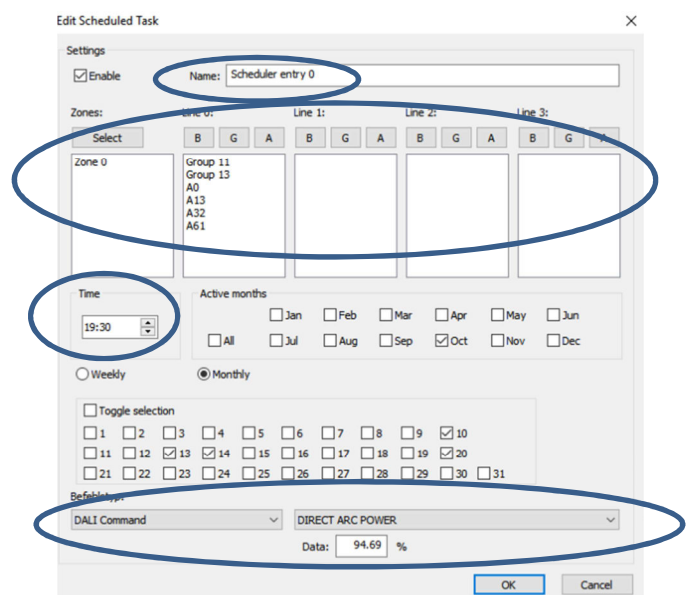 Edit Scheduled Task
Settings
Enable Name: Scheduler entry 0
Zones: Line 0: Line 1: Line 2: Line 3:
Select B G A B G A B G A B G A
Zone 0
Group 11
Group 13
A0
A13
A32
A61
Time Active months
19:30
Jan Feb Mar Apr May Jun
All Jul Aug Sep Oct Nov Dec
Weekly Monthly
Toggle selection
1 2 3 4 5 6 7 8 9 10
11 12 13 14 15 16 17 18 19 20
21 22 23 24 25 26 27 28 29 30 31
Befehlstyp:
DALI Command DIRECT ARC POWER
Data: 94.69 %
OK Cancel